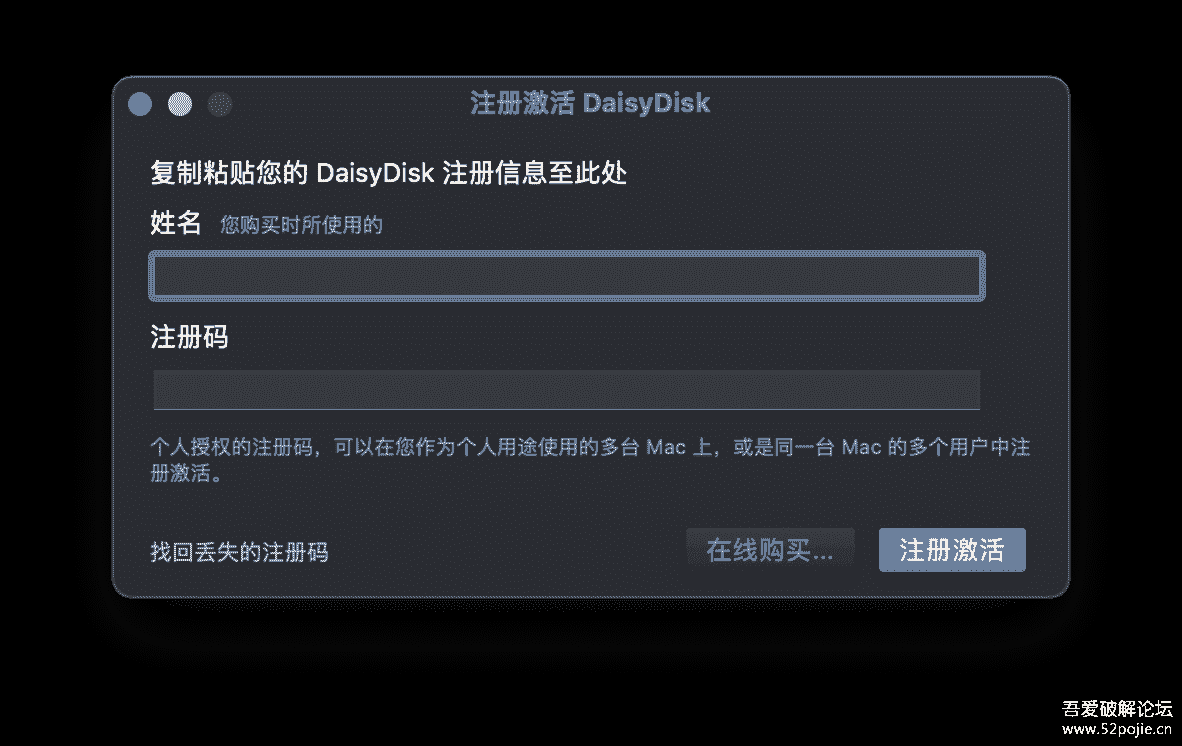 注册激活 DaisyDisk
复制粘贴您的 DaisyDisk 注册信息至此处
姓名 您购买时所使用的
注册码
个人授权的注册码，可以在您作为个人用途使用的多台 Mac 上，或是同一台 Mac 的多个用户中注
册激活。
找回丢失的注册码
在线购买...
注册激活
吾爱破解论坛
www.52pojie.cn